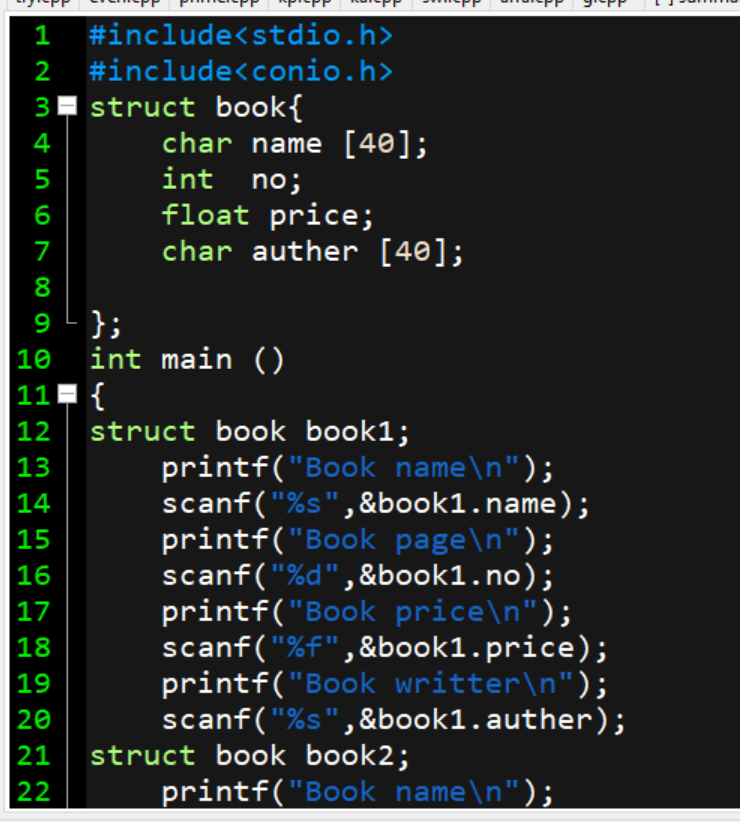 1 #include<stdio.h>
2 #include<conio.h>
3 struct book{
4 char name [40];
5 int  no;
6 float price;
7 char auther [40];
8
9 };
10 int main ()
11 {
12 struct book book1;
13 printf("Book name\n");
14 scanf("%s",&book1.name);
15 printf("Book page\n");
16 scanf("%d",&book1.no);
17 printf("Book price\n");
18 scanf("%f",&book1.price);
19 printf("Book writter\n");
20 scanf("%s",&book1.auther);
21 struct book book2;
22 printf("Book name\n");